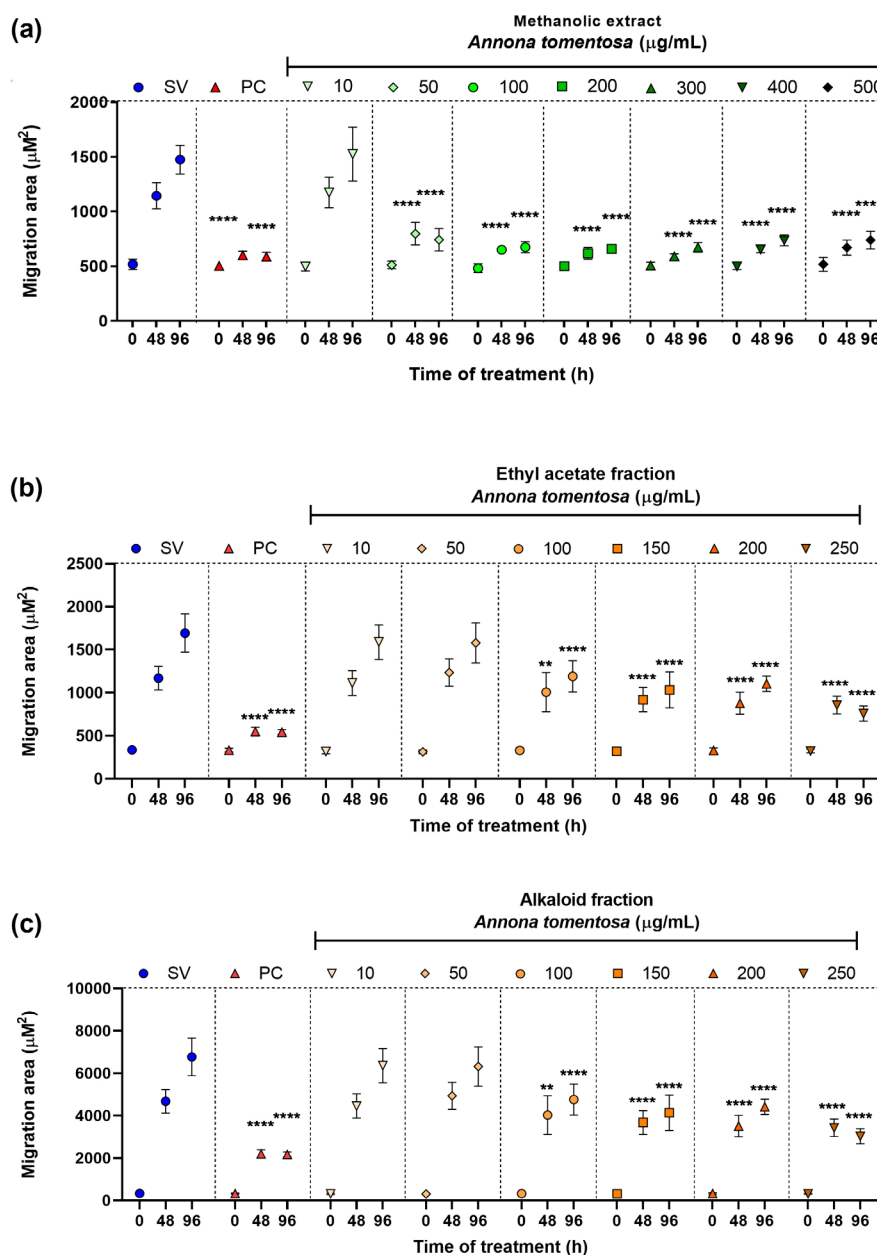 (a)
Methanolic extract
Annona tomentosa (μg/mL)
SV PC 10 50 100 200 300 400 500
2000
1500
1000
500
0
Migration area (μM²)
**** **** **** **** **** **** **** **** **** **** **** **** **** ***
0 48 96 0 48 96 0 48 96 0 48 96 0 48 96 0 48 96 0 48 96 0 48 96 0 48 96
Time of treatment (h)
(b)
Ethyl acetate fraction
Annona tomentosa (μg/mL)
SV PC 10 50 100 150 200 250
2500
2000
1500
1000
500
0
Migration area (μM²)
**** **** ** **** **** **** **** **** **** ****
0 48 96 0 48 96 0 48 96 0 48 96 0 48 96 0 48 96 0 48 96 0 48 96
Time of treatment (h)
(c)
Alkaloid fraction
Annona tomentosa (μg/mL)
SV PC 10 50 100 150 200 250
10000
8000
6000
4000
2000
0
Migration area (μM²)
**** **** ** **** **** **** **** **** **** ****
0 48 96 0 48 96 0 48 96 0 48 96 0 48 96 0 48 96 0 48 96 0 48 96
Time of treatment (h)